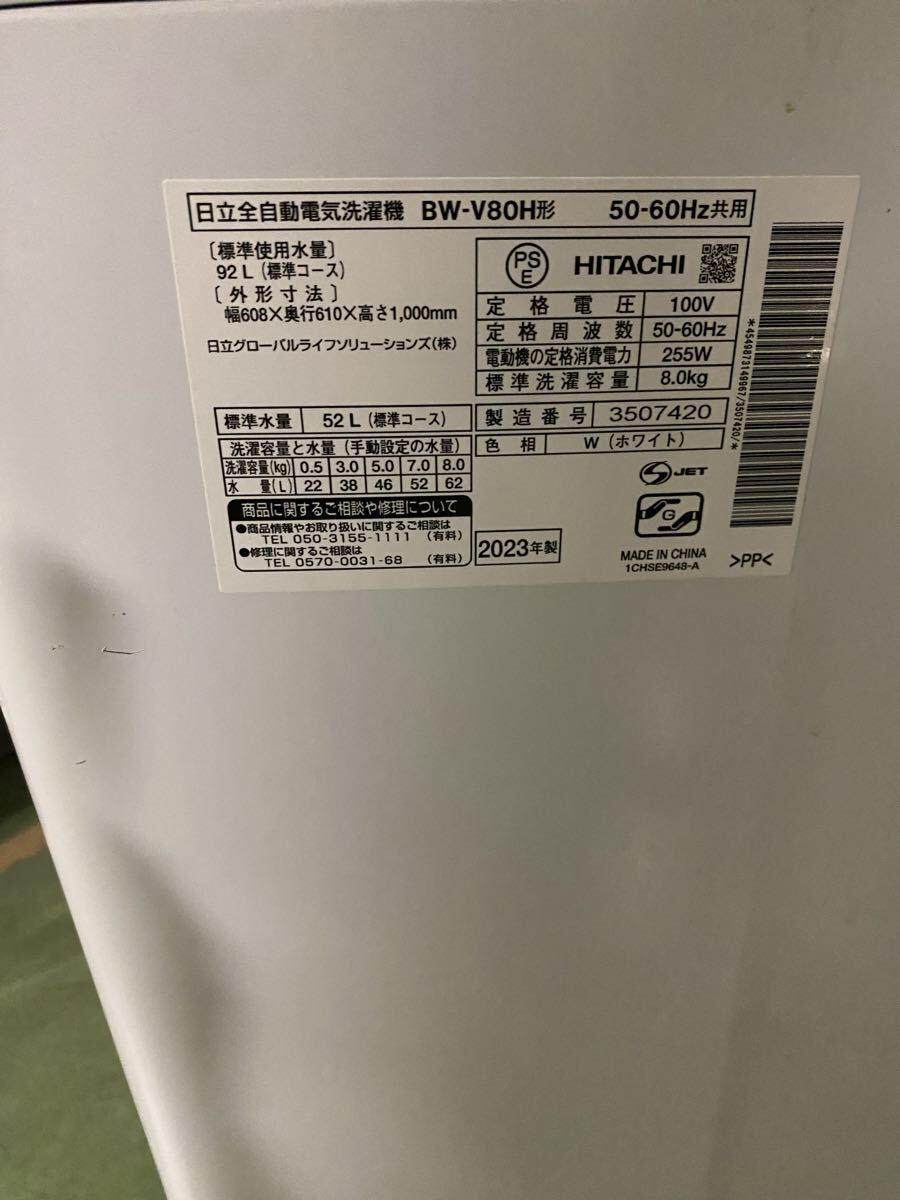 日立全自動電気洗濯機 BW-V80H形 50-60Hz共用
〔標準使用水量〕
92 L (標準コース)
〔外形寸法〕
幅608×奥行610×高さ1,000mm
日立グローバルライフソリューションズ(株)
PS
E
HITACHI
定格電圧 100V
定格周波数 50-60Hz
電動機の定格消費電力 255W
標準洗濯容量 8.0kg
標準水量 52 L (標準コース)
洗濯容量と水量 (手動設定の水量)
洗濯容量(kg) 0.5 3.0 5.0 7.0 8.0
水量(L) 22 38 46 52 62
製造番号 3507420
色相 W (ホワイト)
商品に関するご相談や修理について
●商品情報やお取り扱いに関するご相談は
TEL 050-3155-1111 (有料)
●修理に関するご相談は
TEL 0570-0031-68 (有料)
2023年製
S JET
G
MADE IN CHINA
1CHSE9648-A
>PP<
*4549873149967/3507420/*